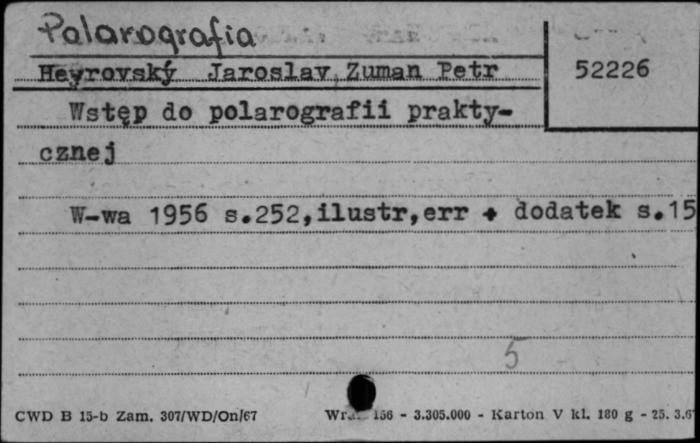 Polarografia
Heyrovský Jaroslav, Zuman Petr
52226
Wstęp do polarografii prakty-
cznej
W-wa 1956 s.252,ilustr,err + dodatek s.15
5
CWD B 15-b Zam. 307/WD/On/67 156 - 3.305.000 - Karton V kl. 180 g - 25. 3.67